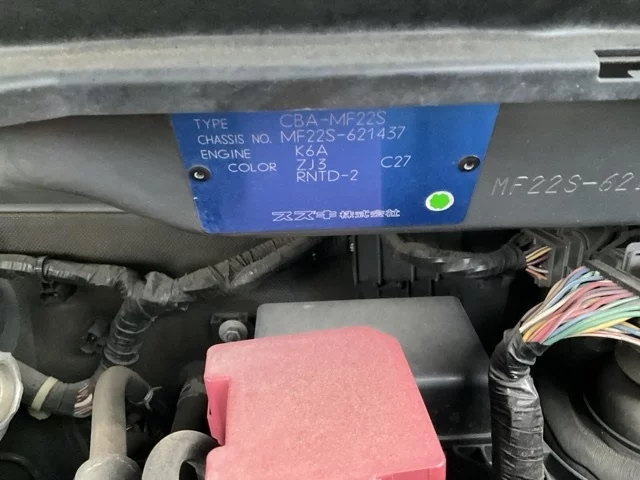 TYPE CBA-MF22S
CHASSIS NO. MF22S-621437
ENGINE K6A
COLOR ZJ3 C27
RNTD-2
スズキ株式会社
MF22S-62